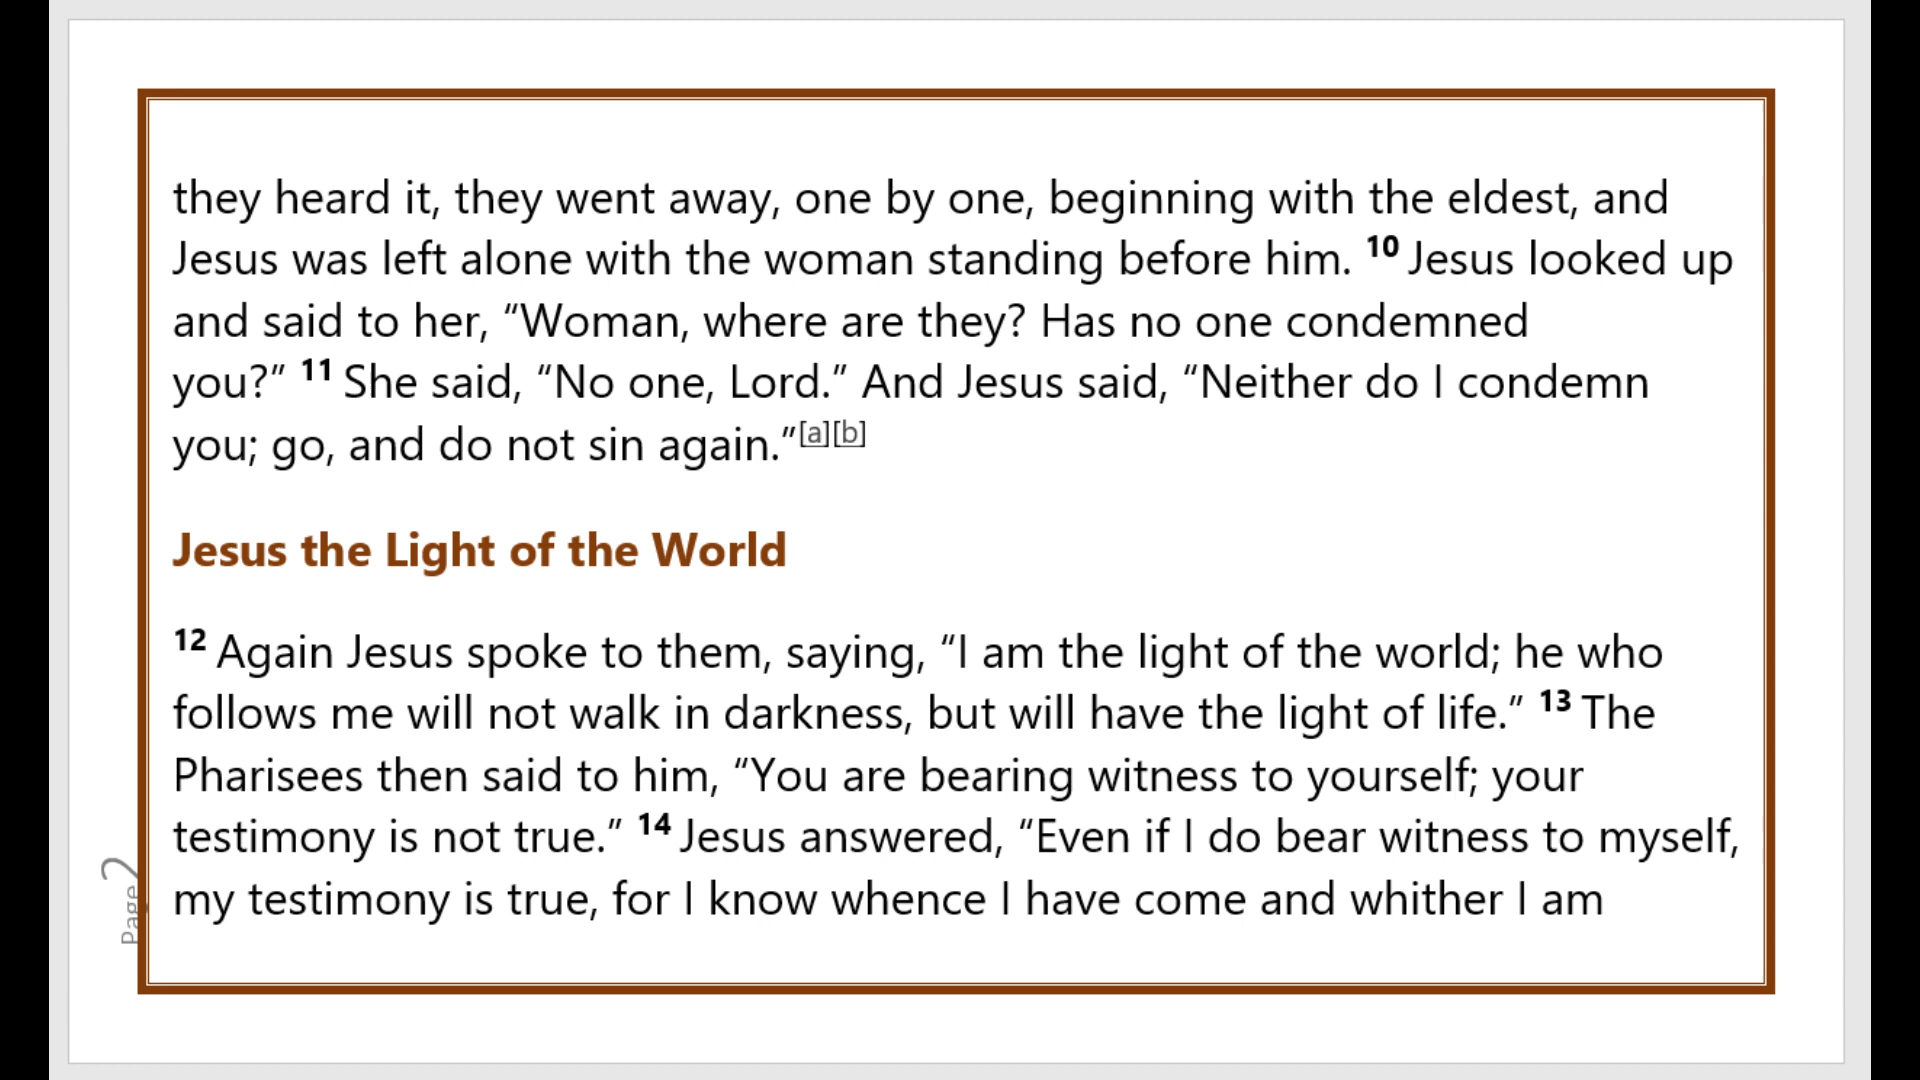 they heard it, they went away, one by one, beginning with the eldest, and
Jesus was left alone with the woman standing before him. 10 Jesus looked up
and said to her, “Woman, where are they? Has no one condemned
you?” 11 She said, “No one, Lord.” And Jesus said, “Neither do I condemn
you; go, and do not sin again.”[a][b]
Jesus the Light of the World
12 Again Jesus spoke to them, saying, “I am the light of the world; he who
follows me will not walk in darkness, but will have the light of life.” 13 The
Pharisees then said to him, “You are bearing witness to yourself; your
testimony is not true.” 14 Jesus answered, “Even if I do bear witness to myself,
my testimony is true, for I know whence I have come and whither I am
Page 2